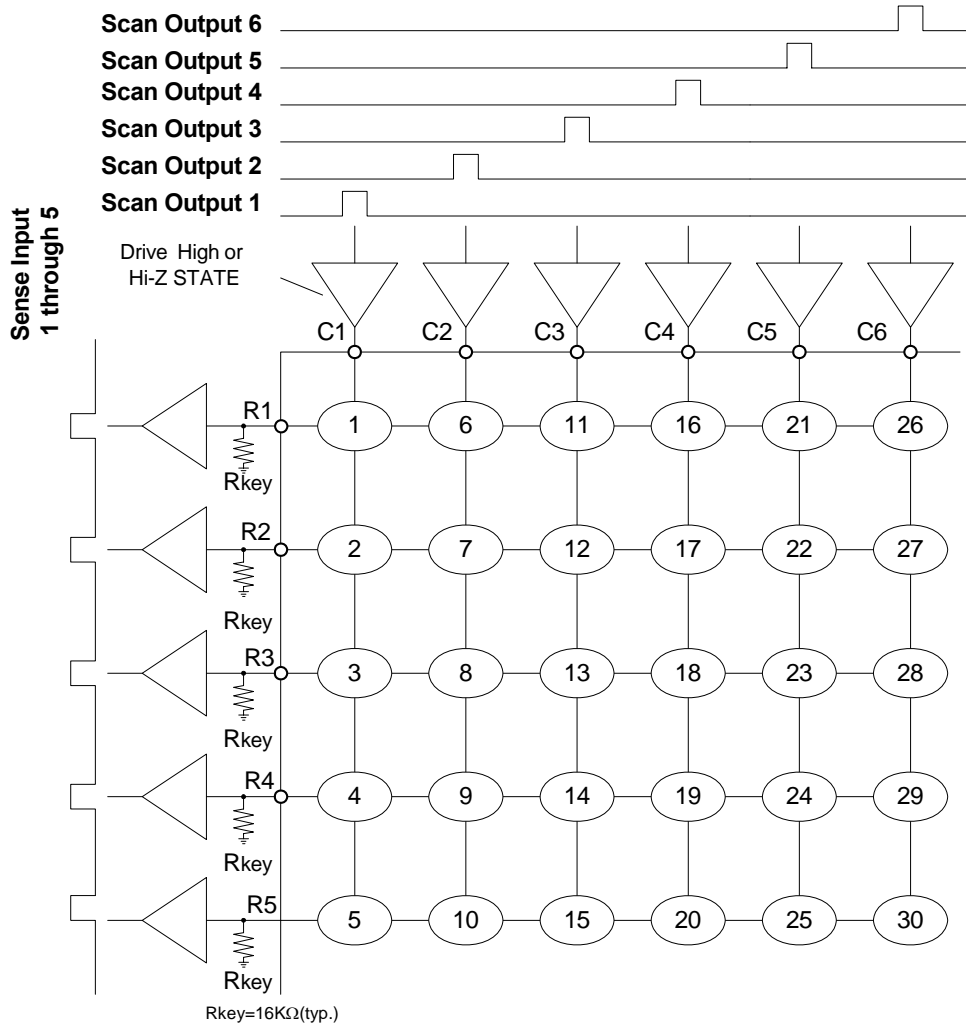 Scan Output 6
Scan Output 5
Scan Output 4
Scan Output 3
Scan Output 2
Scan Output 1
Sense Input
1 through 5
Drive High or
Hi-Z STATE
C1 C2 C3 C4 C5 C6
R1 1 6 11 16 21 26
Rkey
R2 2 7 12 17 22 27
Rkey
R3 3 8 13 18 23 28
Rkey
R4 4 9 14 19 24 29
Rkey
R5 5 10 15 20 25 30
Rkey
Rkey=16KΩ(typ.)